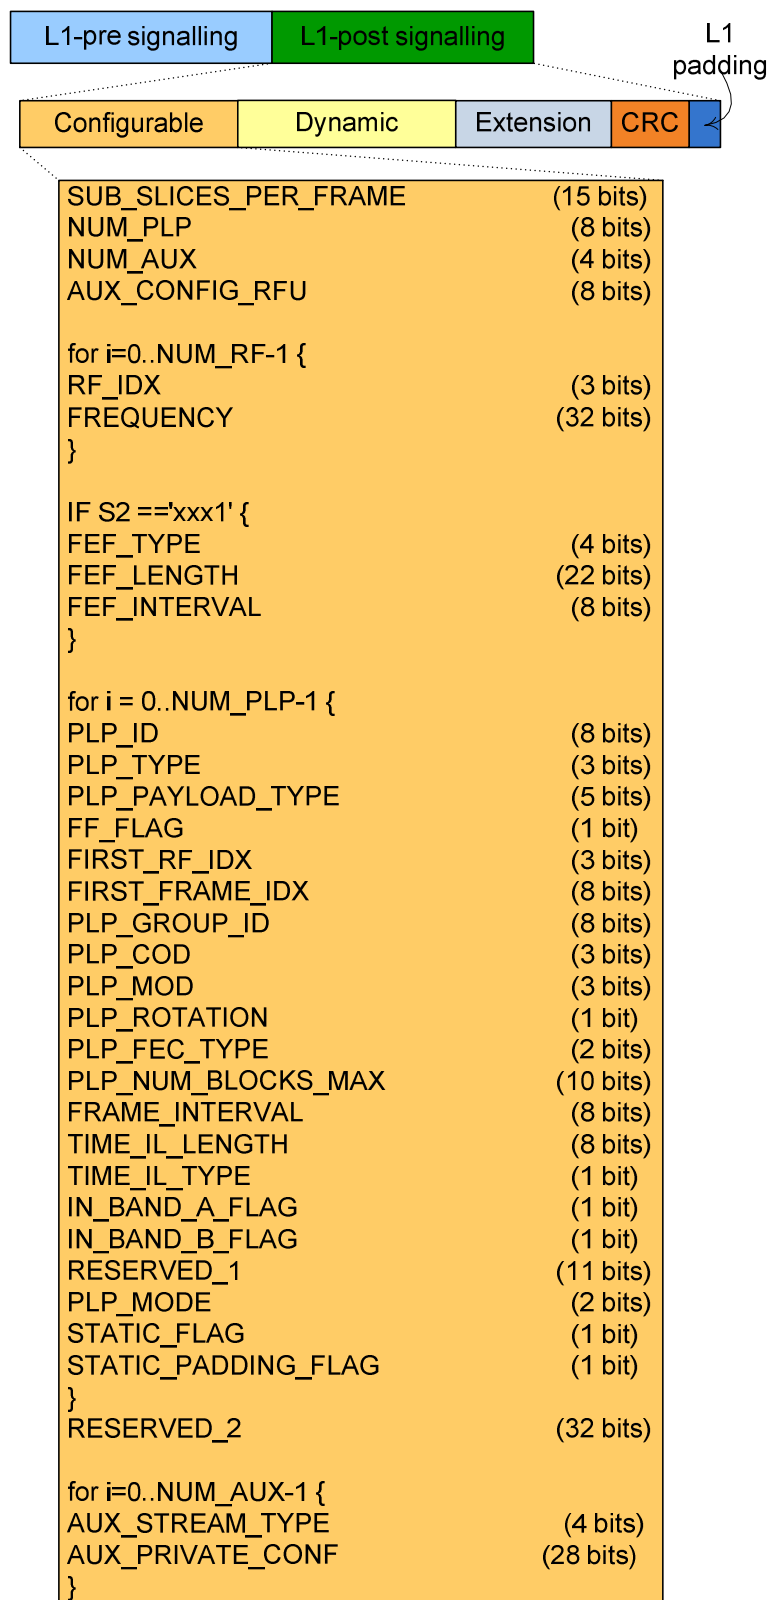 L1-pre signalling L1-post signalling
L1
padding
Configurable Dynamic Extension CRC
SUB_SLICES_PER_FRAME (15 bits)
NUM_PLP (8 bits)
NUM_AUX (4 bits)
AUX_CONFIG_RFU (8 bits)
for i=0..NUM_RF-1 {
RF_IDX (3 bits)
FREQUENCY (32 bits)
}
IF S2 =='xxx1' {
FEF_TYPE (4 bits)
FEF_LENGTH (22 bits)
FEF_INTERVAL (8 bits)
}
for i = 0..NUM_PLP-1 {
PLP_ID (8 bits)
PLP_TYPE (3 bits)
PLP_PAYLOAD_TYPE (5 bits)
FF_FLAG (1 bit)
FIRST_RF_IDX (3 bits)
FIRST_FRAME_IDX (8 bits)
PLP_GROUP_ID (8 bits)
PLP_COD (3 bits)
PLP_MOD (3 bits)
PLP_ROTATION (1 bit)
PLP_FEC_TYPE (2 bits)
PLP_NUM_BLOCKS_MAX (10 bits)
FRAME_INTERVAL (8 bits)
TIME_IL_LENGTH (8 bits)
TIME_IL_TYPE (1 bit)
IN_BAND_A_FLAG (1 bit)
IN_BAND_B_FLAG (1 bit)
RESERVED_1 (11 bits)
PLP_MODE (2 bits)
STATIC_FLAG (1 bit)
STATIC_PADDING_FLAG (1 bit)
}
RESERVED_2 (32 bits)
for i=0..NUM_AUX-1 {
AUX_STREAM_TYPE (4 bits)
AUX_PRIVATE_CONF (28 bits)
}